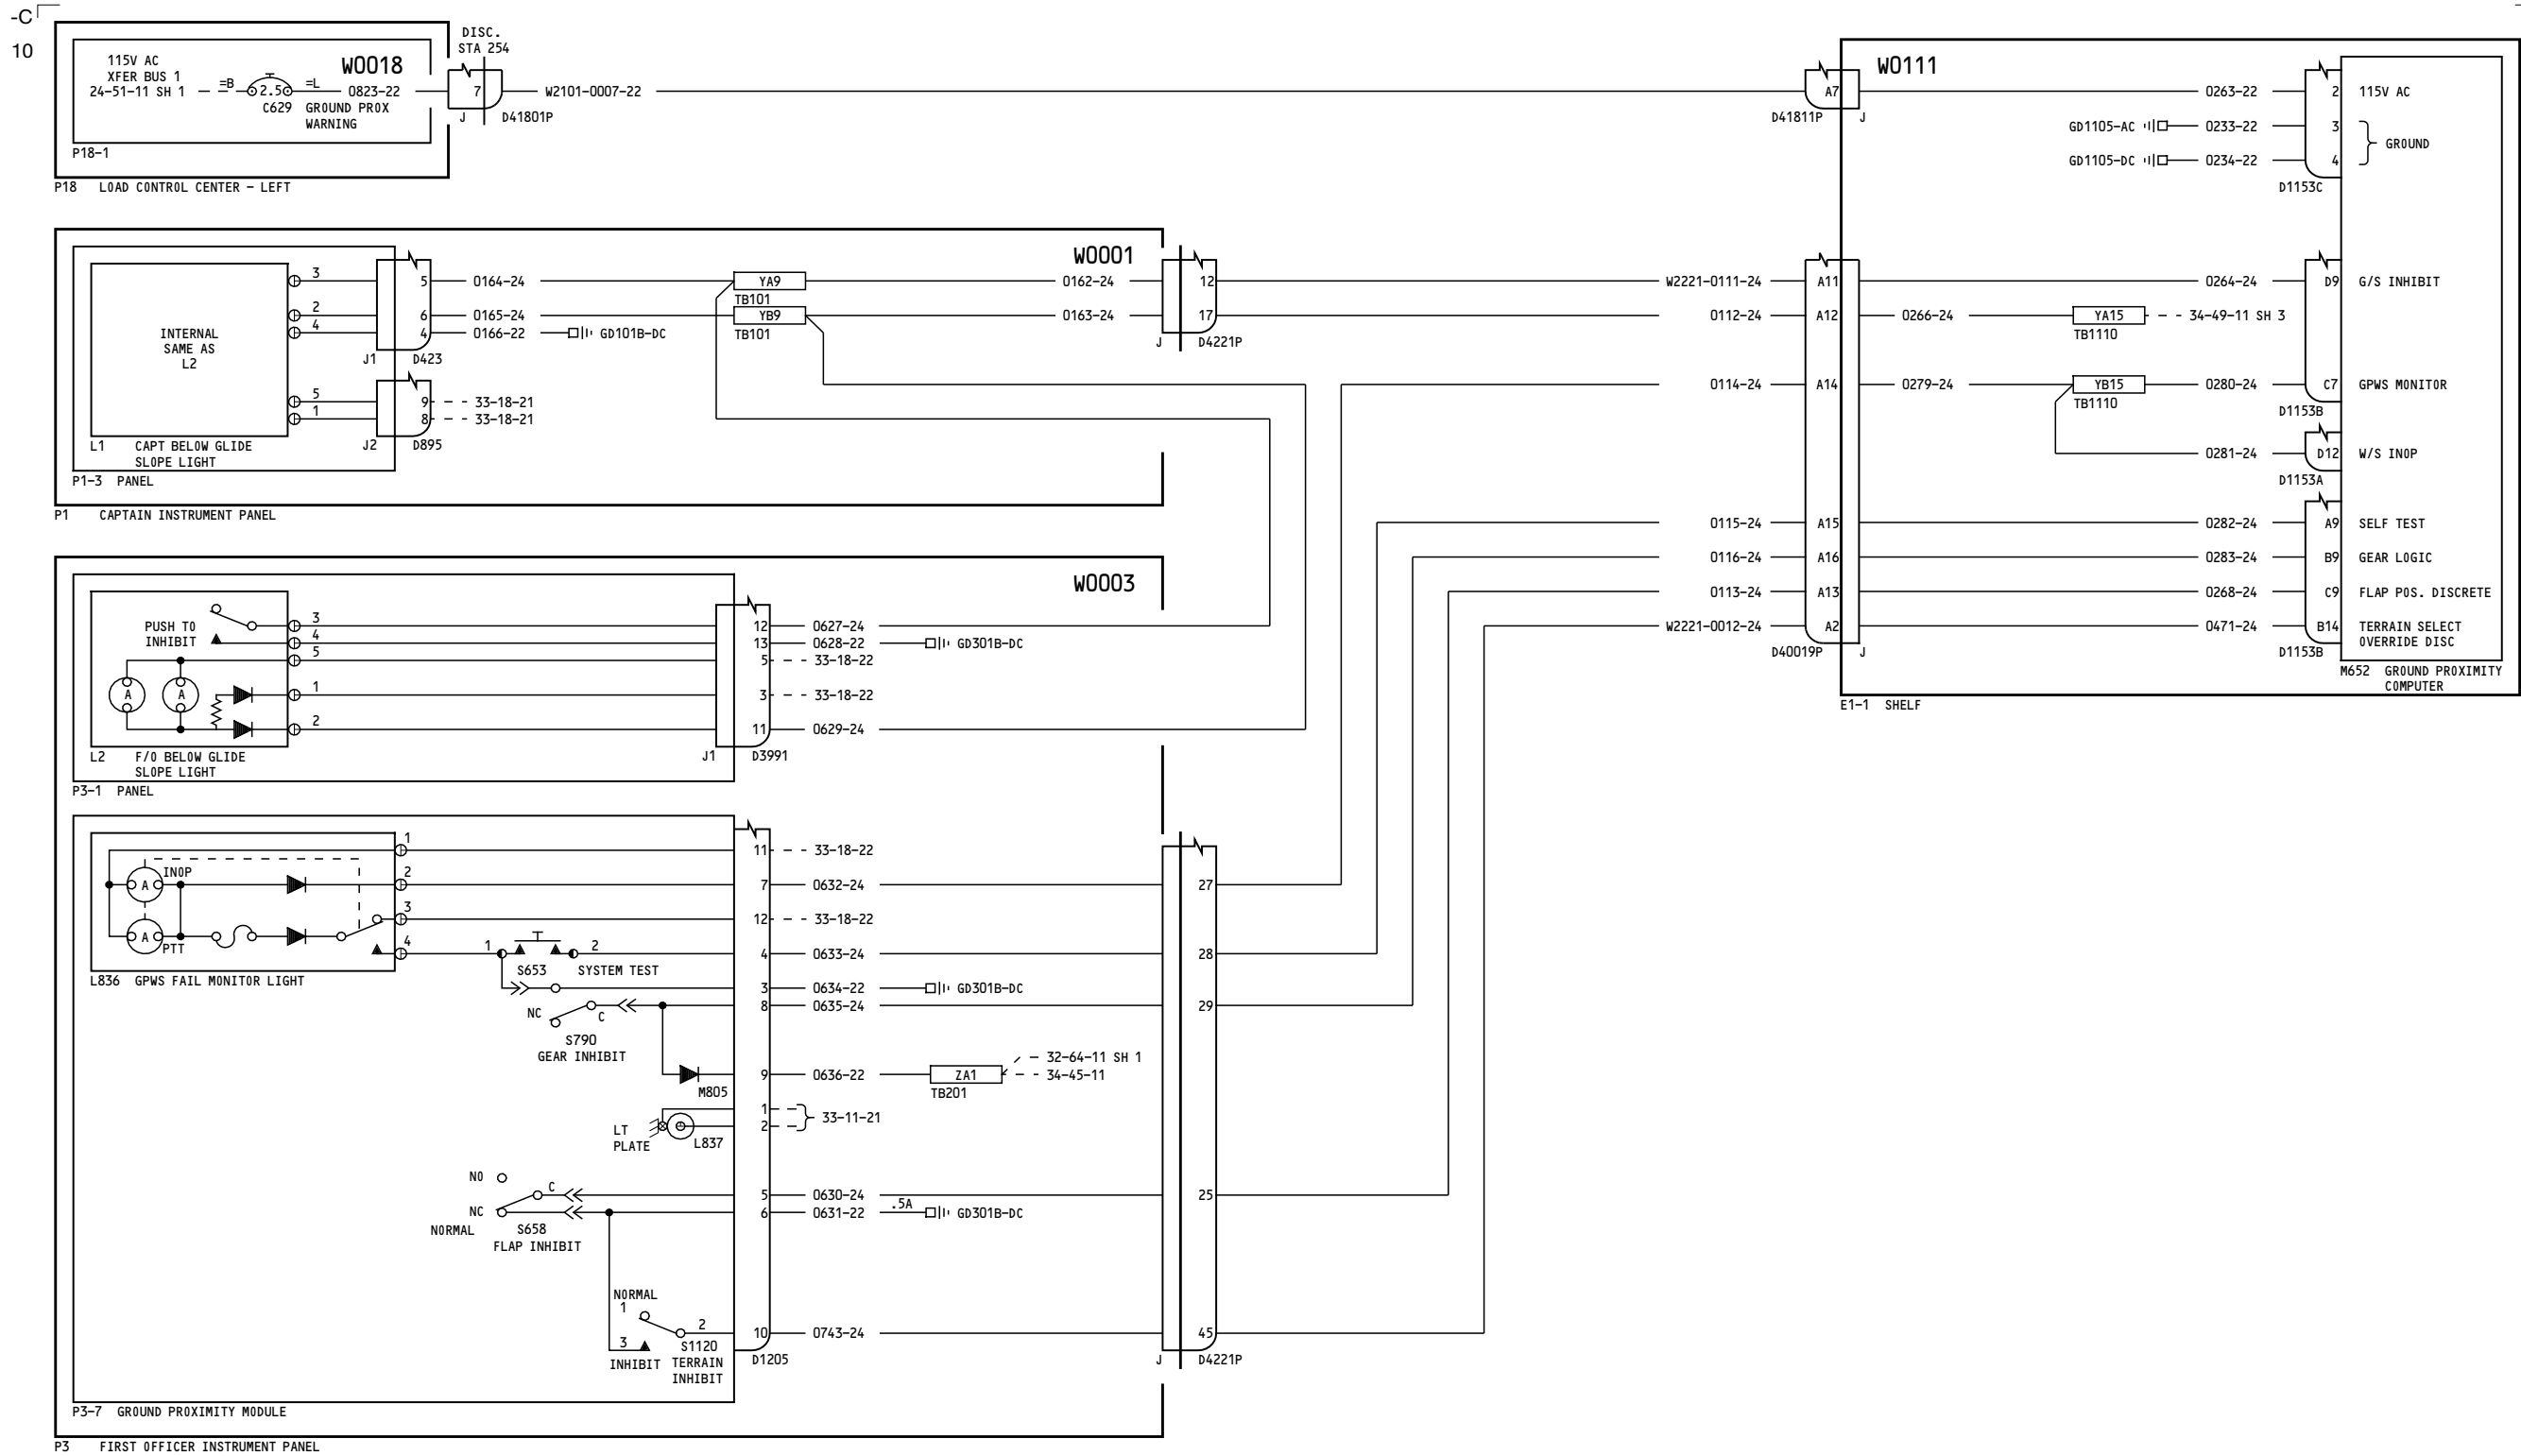 -C
10
115V AC
XFER BUS 1
24-51-11 SH 1
=B
2.5
=L
C629
GROUND PROX
WARNING
W0018
0823-22
P18-1
P18 LOAD CONTROL CENTER - LEFT
DISC.
STA 254
7
J
D41801P
W2101-0007-22
A7
D41811P
J
W0111
0263-22
2
115V AC
GD1105-AC
0233-22
3
GD1105-DC
0234-22
4
GROUND
D1153C
W0001
INTERNAL
SAME AS
L2
3
2
4
5
1
L1 CAPT BELOW GLIDE
SLOPE LIGHT
P1-3 PANEL
P1 CAPTAIN INSTRUMENT PANEL
5
6
4
J1
D423
9
8
J2
D895
33-18-21
33-18-21
0164-24
0165-24
0166-22
GD101B-DC
YA9
TB101
YB9
TB101
0162-24
0163-24
12
17
J
D4221P
W2221-0111-24
A11
0264-24
D9
G/S INHIBIT
0112-24
A12
0266-24
YA15
TB1110
34-49-11 SH 3
0114-24
A14
0279-24
YB15
TB1110
0280-24
C7
GPWS MONITOR
D1153B
0281-24
D12
W/S INOP
D1153A
0115-24
A15
0282-24
A9
SELF TEST
0116-24
A16
0283-24
B9
GEAR LOGIC
0113-24
A13
0268-24
C9
FLAP POS. DISCRETE
W2221-0012-24
A2
0471-24
B14
TERRAIN SELECT
OVERRIDE DISC
D40019P
J
D1153B
M652 GROUND PROXIMITY
COMPUTER
E1-1 SHELF
W0003
PUSH TO
INHIBIT
A
A
3
4
5
1
2
L2 F/O BELOW GLIDE
SLOPE LIGHT
P3-1 PANEL
12
13
5
3
11
J1
D3991
0627-24
0628-22
GD301B-DC
33-18-22
33-18-22
0629-24
INOP
A
A
PTT
1
2
3
4
L836 GPWS FAIL MONITOR LIGHT
11
33-18-22
7
0632-24
27
12
33-18-22
1
S653
2
SYSTEM TEST
4
0633-24
28
3
0634-22
GD301B-DC
NC
C
S790
GEAR INHIBIT
8
0635-24
29
M805
9
0636-22
ZA1
TB201
32-64-11 SH 1
34-45-11
LT
PLATE
L837
1
2
33-11-21
NO
C
NC
NORMAL
S658
FLAP INHIBIT
5
0630-24
25
6
0631-22
.5A
GD301B-DC
NORMAL
1
2
3
INHIBIT
S1120
TERRAIN
INHIBIT
10
0743-24
45
D1205
J
D4221P
P3-7 GROUND PROXIMITY MODULE
P3 FIRST OFFICER INSTRUMENT PANEL